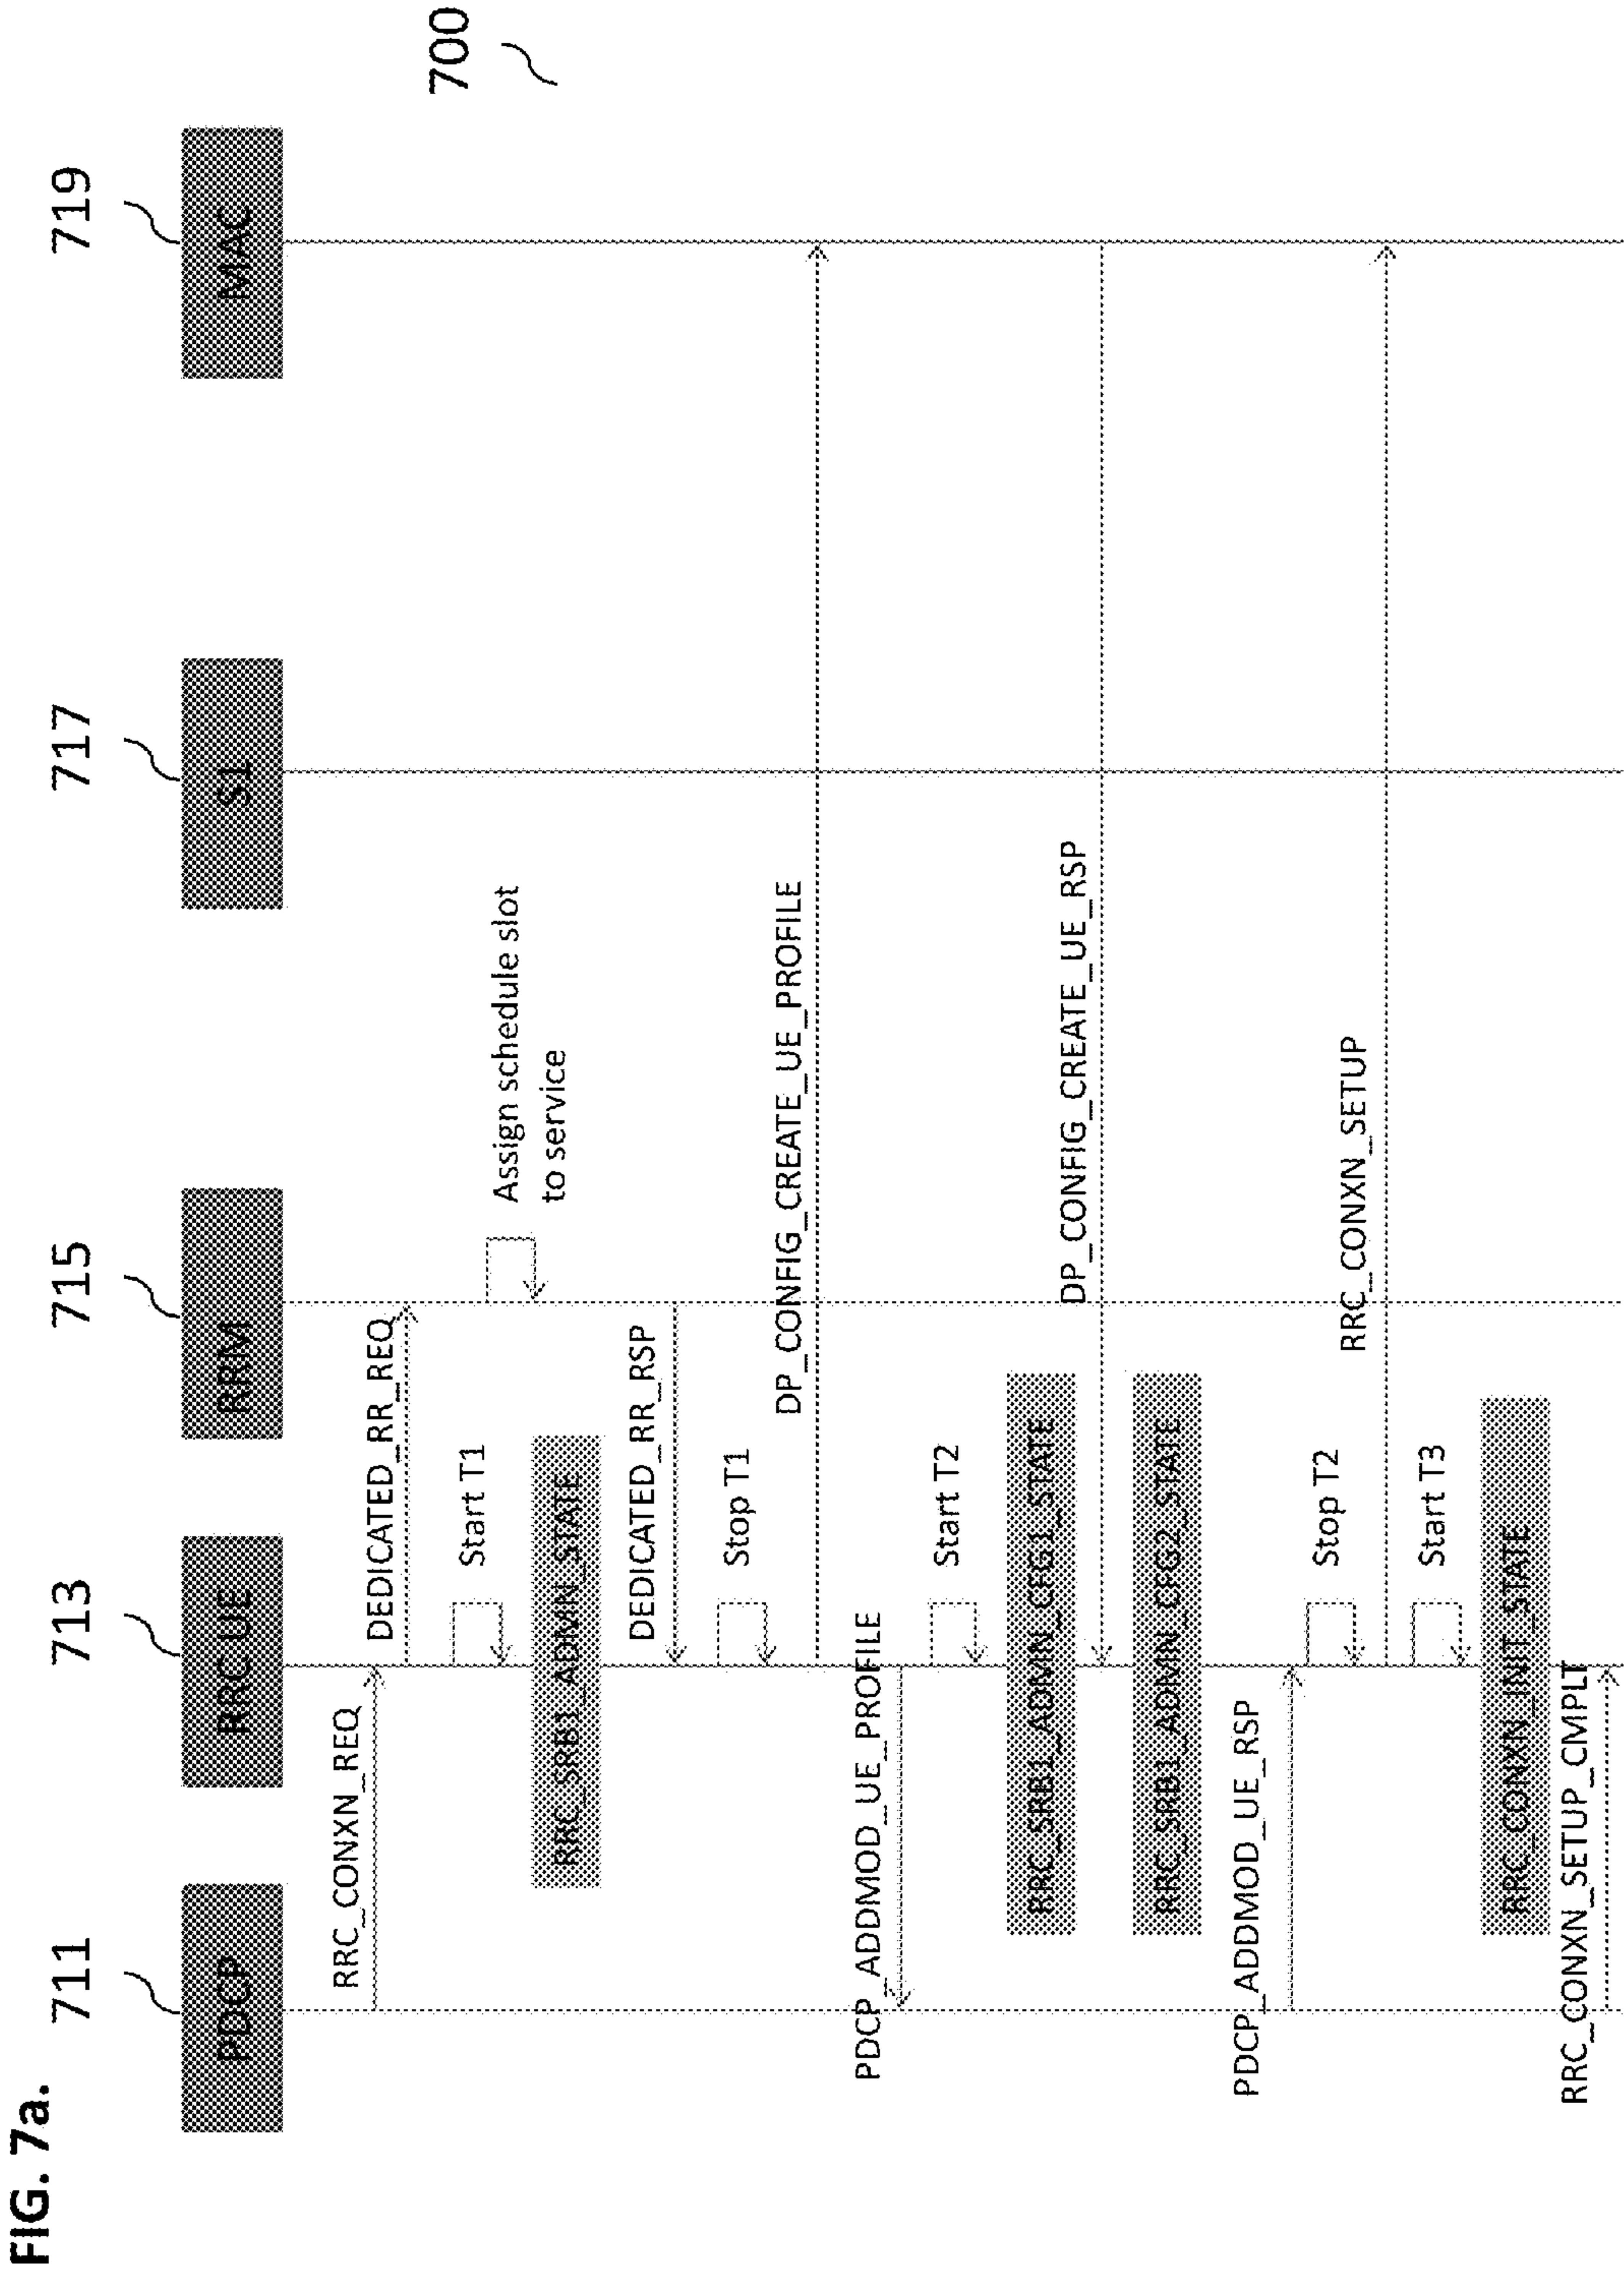 FIG. 7a.
700
711
713
715
717
719
PDCP
RRC UE
RRM
S1
MAC
RRC_CONXN_REQ
DEDICATED_RR_REQ
Start T1
Assign schedule slot
to service
RRC_SRB1_ADMN_STATE
DEDICATED_RR_RSP
Stop T1
DP_CONFIG_CREATE_UE_PROFILE
PDCP_ADDMOD_UE_PROFILE
Start T2
RRC_SRB1_ADMN_CFG1_STATE
DP_CONFIG_CREATE_UE_RSP
RRC_SRB1_ADMN_CFG2_STATE
PDCP_ADDMOD_UE_RSP
Stop T2
RRC_CONXN_SETUP
Start T3
RRC_CONXN_INIT_STATE
RRC_CONXN_SETUP_CMPLT